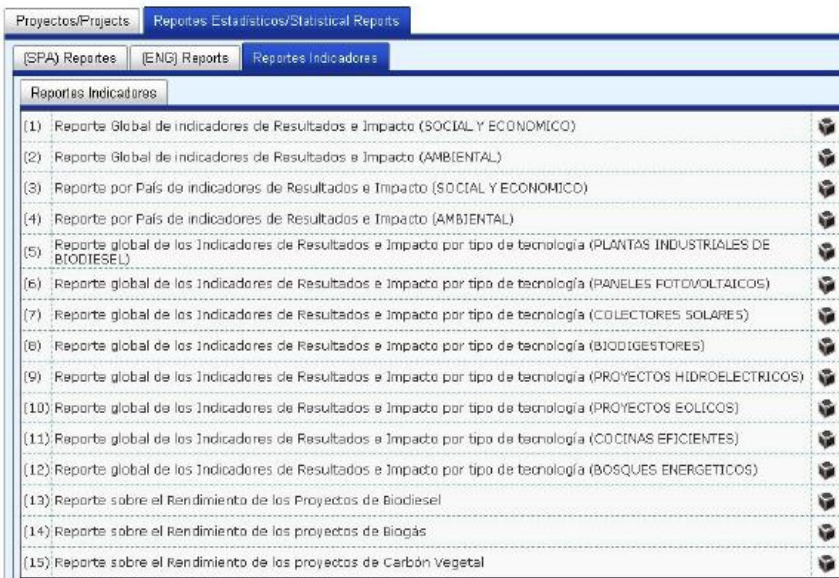 Proyectos/Projects Reportes Estadísticos/Statistical Reports
(SPA) Reportes (ENG) Reports Reportes Indicadores
Reportes Indicadores
(1) Reporte Global de indicadores de Resultados e Impacto (SOCIAL Y ECONOMICO)
(2) Reporte Global de indicadores de Resultados e Impacto (AMBIENTAL)
(3) Reporte por País de indicadores de Resultados e Impacto (SOCIAL Y ECONOMICO)
(4) Reporte por País de indicadores de Resultados e Impacto (AMBIENTAL)
(5) Reporte global de los Indicadores de Resultados e Impacto por tipo de tecnología (PLANTAS INDUSTRIALES DE
BIODIESEL)
(6) Reporte global de los Indicadores de Resultados e Impacto por tipo de tecnología (PANELES FOTOVOLTAICOS)
(7) Reporte global de los Indicadores de Resultados e Impacto por tipo de tecnología (COLECTORES SOLARES)
(8) Reporte global de los Indicadores de Resultados e Impacto por tipo de tecnología (BIODIGESTORES)
(9) Reporte global de los Indicadores de Resultados e Impacto por tipo de tecnología (PROYECTOS HIDROELECTRICOS)
(10) Reporte global de los Indicadores de Resultados e Impacto por tipo de tecnología (PROYECTOS EOLICOS)
(11) Reporte global de los Indicadores de Resultados e Impacto por tipo de tecnología (COCINAS EFICIENTES)
(12) Reporte global de los Indicadores de Resultados e Impacto por tipo de tecnología (BOSQUES ENERGETICOS)
(13) Reporte sobre el Rendimiento de los Proyectos de Biodiesel
(14) Reporte sobre el Rendimiento de los proyectos de Biogás
(15) Reporte sobre el Rendimiento de los proyectos de Carbón Vegetal